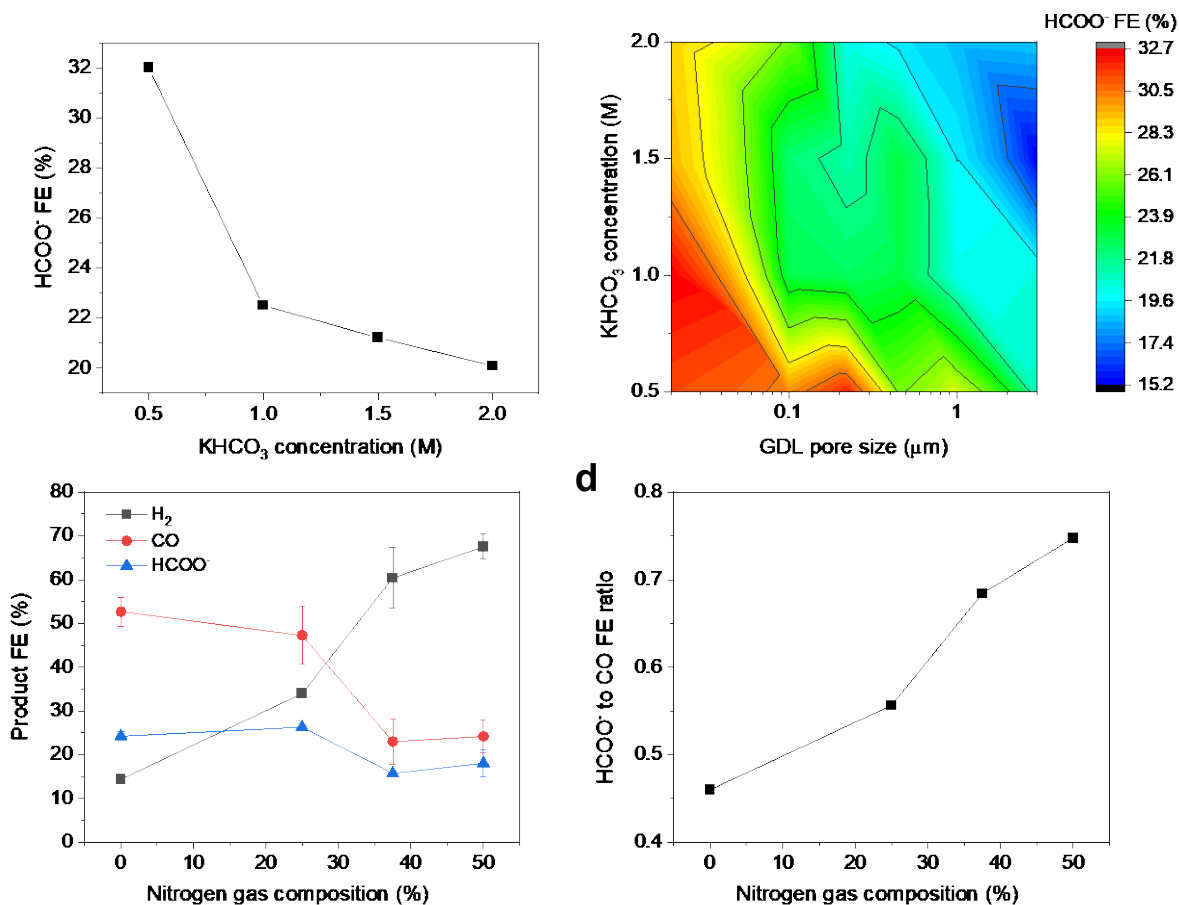 HCOO⁻ FE (%)
32
30
28
26
24
22
20
0.5 1.0 1.5 2.0
KHCO₃ concentration (M)
HCOO⁻ FE (%)
KHCO₃ concentration (M)
2.0
1.5
1.0
0.5
0.1 1
GDL pore size (μm)
32.7
30.5
28.3
26.1
23.9
21.8
19.6
17.4
15.2
Product FE (%)
80
70
60
50
40
30
20
10
0
H₂
CO
HCOO⁻
0 10 20 30 40 50
Nitrogen gas composition (%)
d
HCOO⁻ to CO FE ratio
0.8
0.7
0.6
0.5
0.4
0 10 20 30 40 50
Nitrogen gas composition (%)